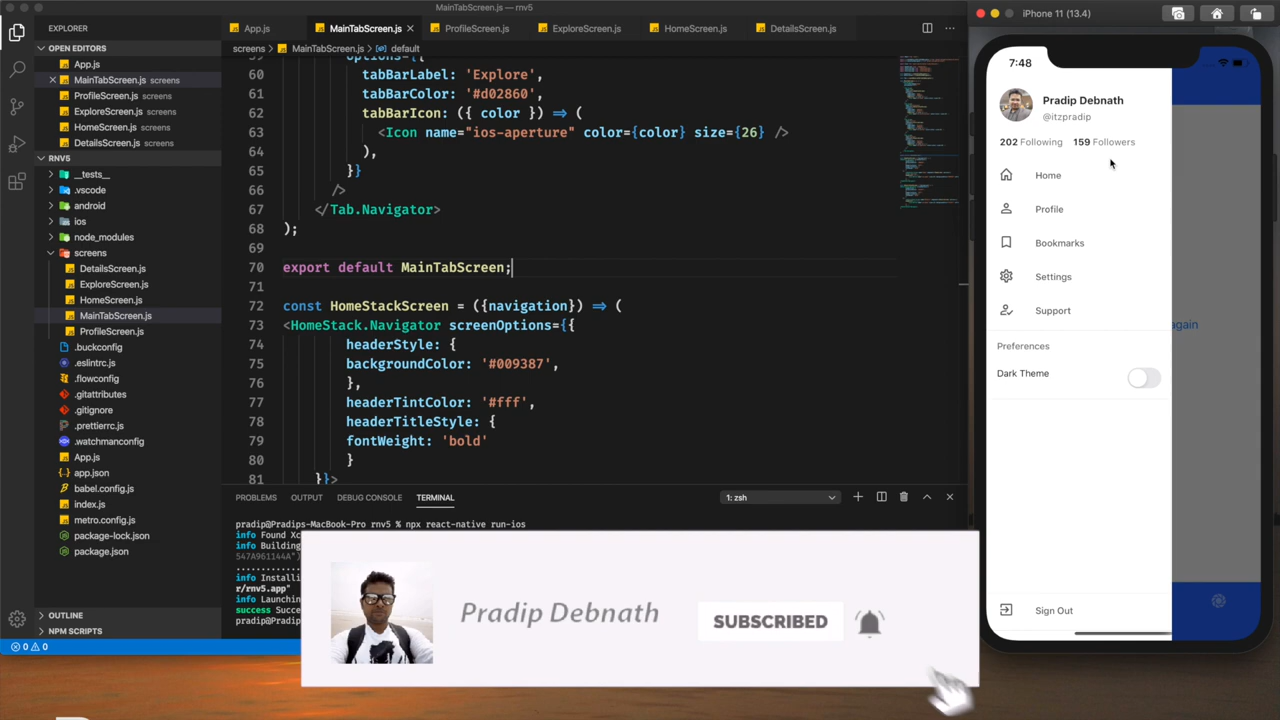 MainTabScreen.js — rnv5
EXPLORER
OPEN EDITORS
App.js
MainTabScreen.js screens
ProfileScreen.js screens
ExploreScreen.js screens
HomeScreen.js screens
DetailsScreen.js screens
RNV5
__tests__
.vscode
android
ios
node_modules
screens
DetailsScreen.js
ExploreScreen.js
HomeScreen.js
MainTabScreen.js
ProfileScreen.js
.buckconfig
.eslintrc.js
.flowconfig
.gitattributes
.gitignore
.prettierrc.js
.watchmanconfig
App.js
app.json
babel.config.js
index.js
metro.config.js
package-lock.json
package.json
OUTLINE
NPM SCRIPTS
0 0
App.js MainTabScreen.js ProfileScreen.js ExploreScreen.js HomeScreen.js DetailsScreen.js
screens > MainTabScreen.js > default
60 tabBarLabel: 'Explore',
61 tabBarColor: '#d02860',
62 tabBarIcon: ({ color }) => (
63 <Icon name="ios-aperture" color={color} size={26} />
64 ),
65 }}
66 />
67 </Tab.Navigator>
68 );
69
70 export default MainTabScreen;
71
72 const HomeStackScreen = ({navigation}) => (
73 <HomeStack.Navigator screenOptions={{
74 headerStyle: {
75 backgroundColor: '#009387',
76 },
77 headerTintColor: '#fff',
78 headerTitleStyle: {
79 fontWeight: 'bold'
80 }
81 }}>
PROBLEMS OUTPUT DEBUG CONSOLE TERMINAL 1: zsh
pradip@Pradips-MacBook-Pro rnv5 % npx react-native run-ios
info Found Xc
info Building
547A961144A"
info Installi
r/rnv5.app"
info Launchin
success Succe
pradip@Pradip
Pradip Debnath
SUBSCRIBED
iPhone 11 (13.4)
7:48
Pradip Debnath
@itzpradip
202 Following 159 Followers
Home
Profile
Bookmarks
Settings
Support
again
Preferences
Dark Theme
Sign Out